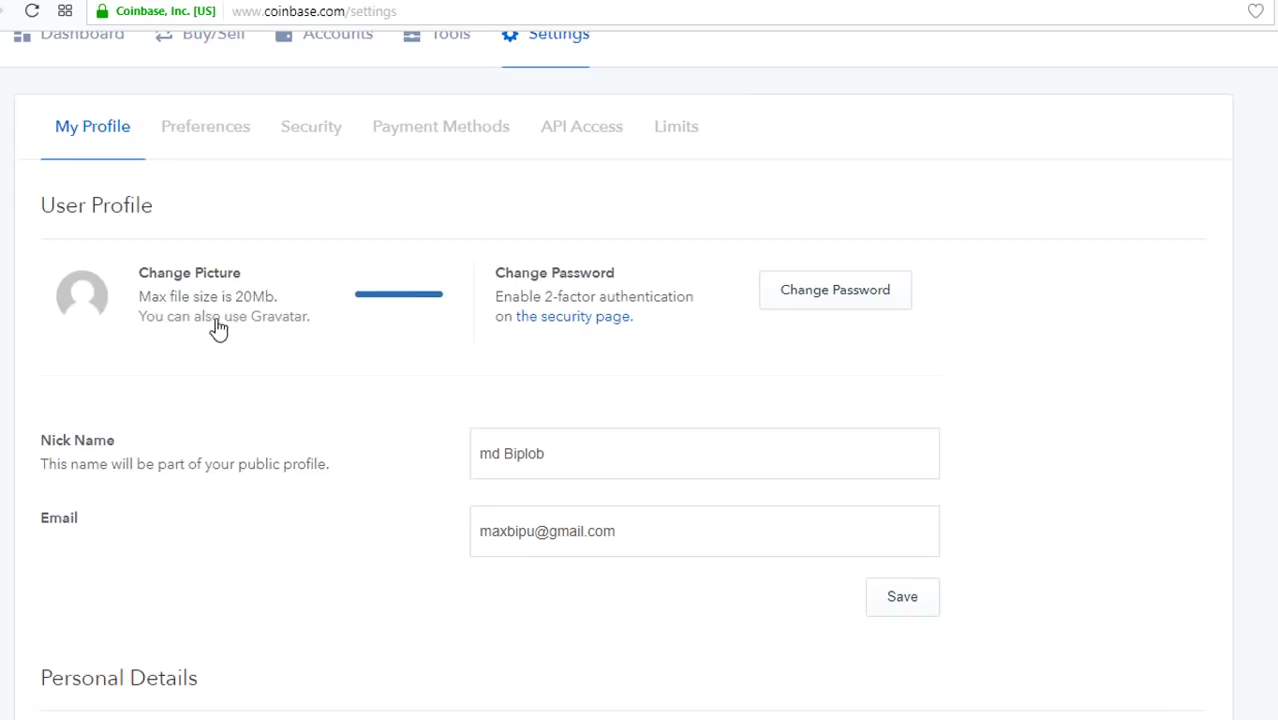 Coinbase, Inc. [US] www.coinbase.com/settings
Dashboard Buy/Sell Accounts Tools Settings
My Profile Preferences Security Payment Methods API Access Limits
User Profile
Change Picture
Max file size is 20Mb.
You can also use Gravatar.
Change Password
Enable 2-factor authentication
on the security page.
Change Password
Nick Name
This name will be part of your public profile.
md Biplob
Email
maxbipu@gmail.com
Save
Personal Details